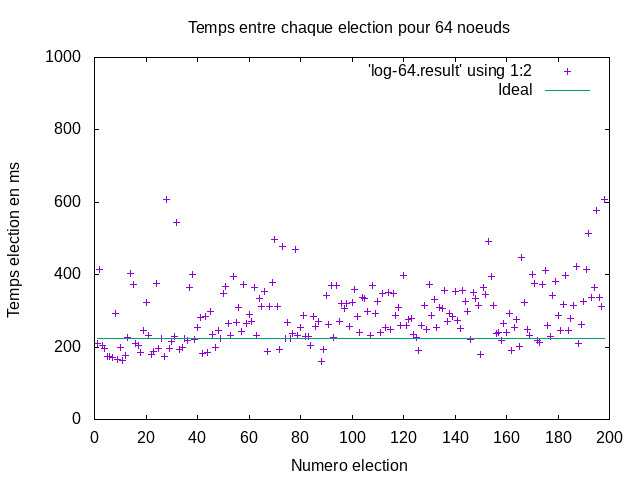 Temps entre chaque election pour 64 noeuds
'log-64.result' using 1:2
Ideal
Temps election en ms
1000
800
600
400
200
0
0 20 40 60 80 100 120 140 160 180 200
Numero election